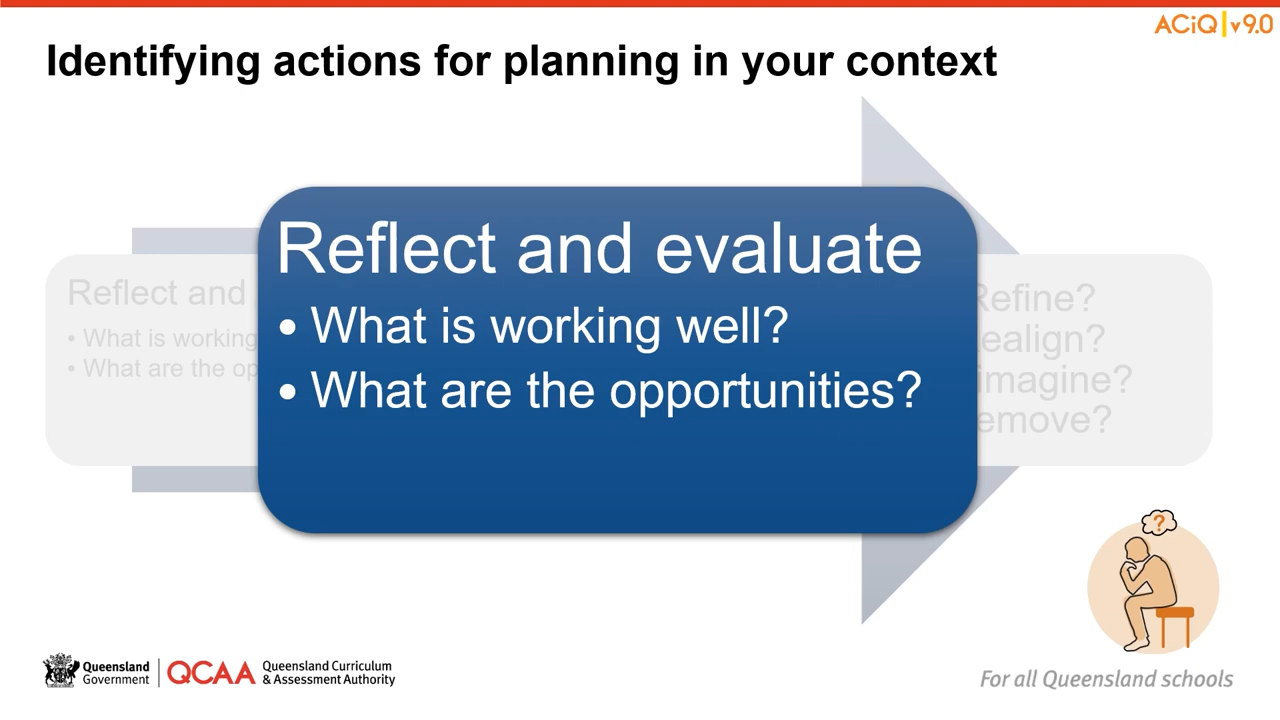 ACiQ v9.0
Identifying actions for planning in your context
Reflect and evaluate
• What is working well?
• What are the opportunities?
Reflect and
• What is working
• What are the op
Refine?
ealign?
imagine?
emove?
?
Queensland Government
QCAA
Queensland Curriculum
& Assessment Authority
For all Queensland schools